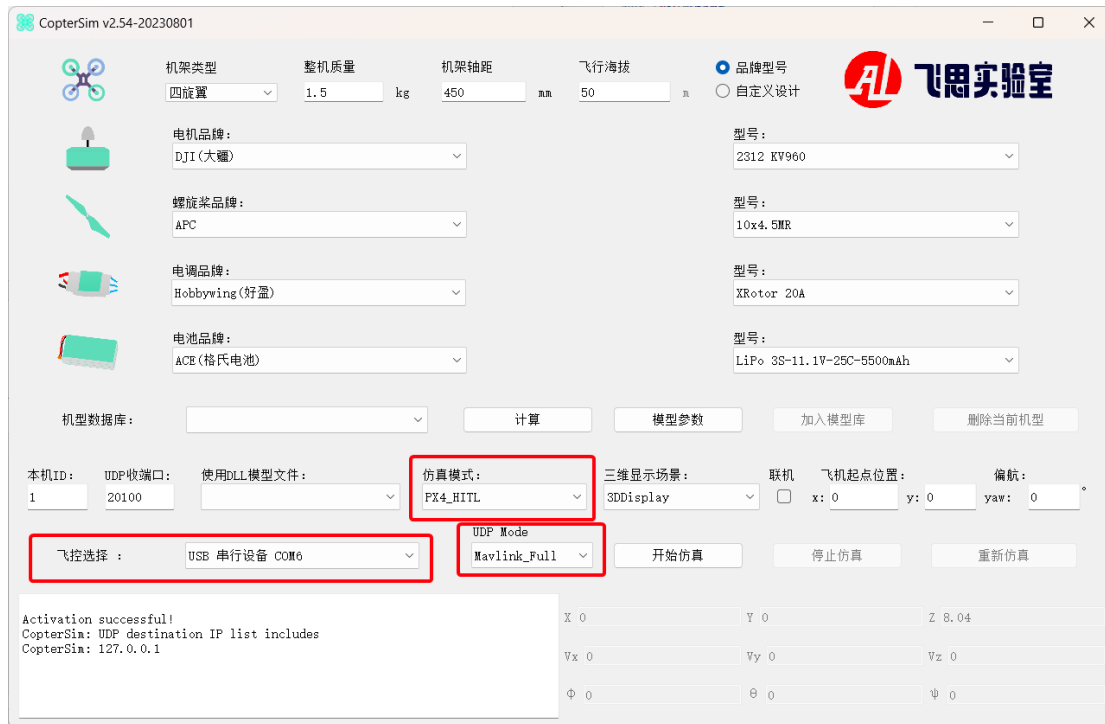 CopterSim v2.54-20230801
机架类型 整机质量 机架轴距 飞行海拔 品牌型号
四旋翼 1.5 kg 450 mm 50 m 自定义设计
飞思实验室
电机品牌： 型号：
DJI(大疆) 2312 KV960
螺旋桨品牌： 型号：
APC 10x4.5MR
电调品牌： 型号：
Hobbywing(好盈) XRotor 20A
电池品牌： 型号：
ACE(格氏电池) LiPo 3S-11.1V-25C-5500mAh
机型数据库： 计算 模型参数 加入模型库 删除当前机型
本机ID： UDP收端口： 使用DLL模型文件： 仿真模式： 三维显示场景： 联机 飞机起点位置： 偏航：
1 20100 PX4_HITL 3DDisplay x: 0 y: 0 yaw: 0 °
UDP Mode
飞控选择 ： USB 串行设备 COM6 Mavlink_Full 开始仿真 停止仿真 重新仿真
Activation successful!
CopterSim: UDP destination IP list includes
CopterSim: 127.0.0.1
X 0 Y 0 Z 8.04
Vx 0 Vy 0 Vz 0
Φ 0 θ 0 ψ 0